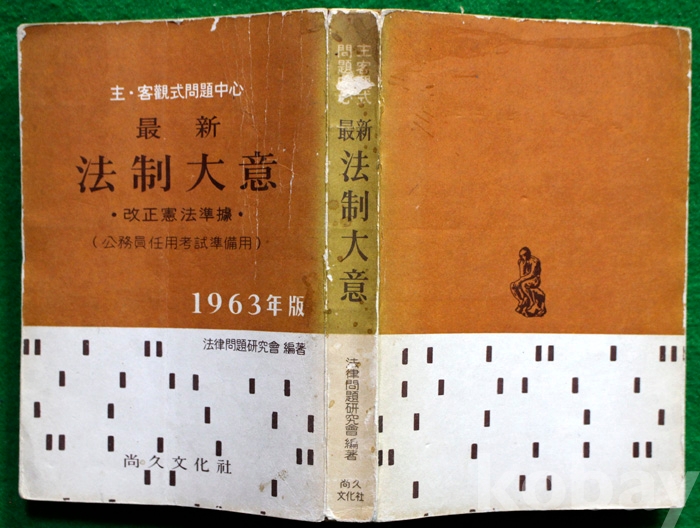 主·客觀式問題中心
最新
法制大意
·改正憲法準據·
(公務員任用考試準備用)
1963年版
法律問題研究會 編著
尚久文化社
主客觀式
問題中心
最新
法制大意
法律問題研究會 編著
尚久
文化社
kobay